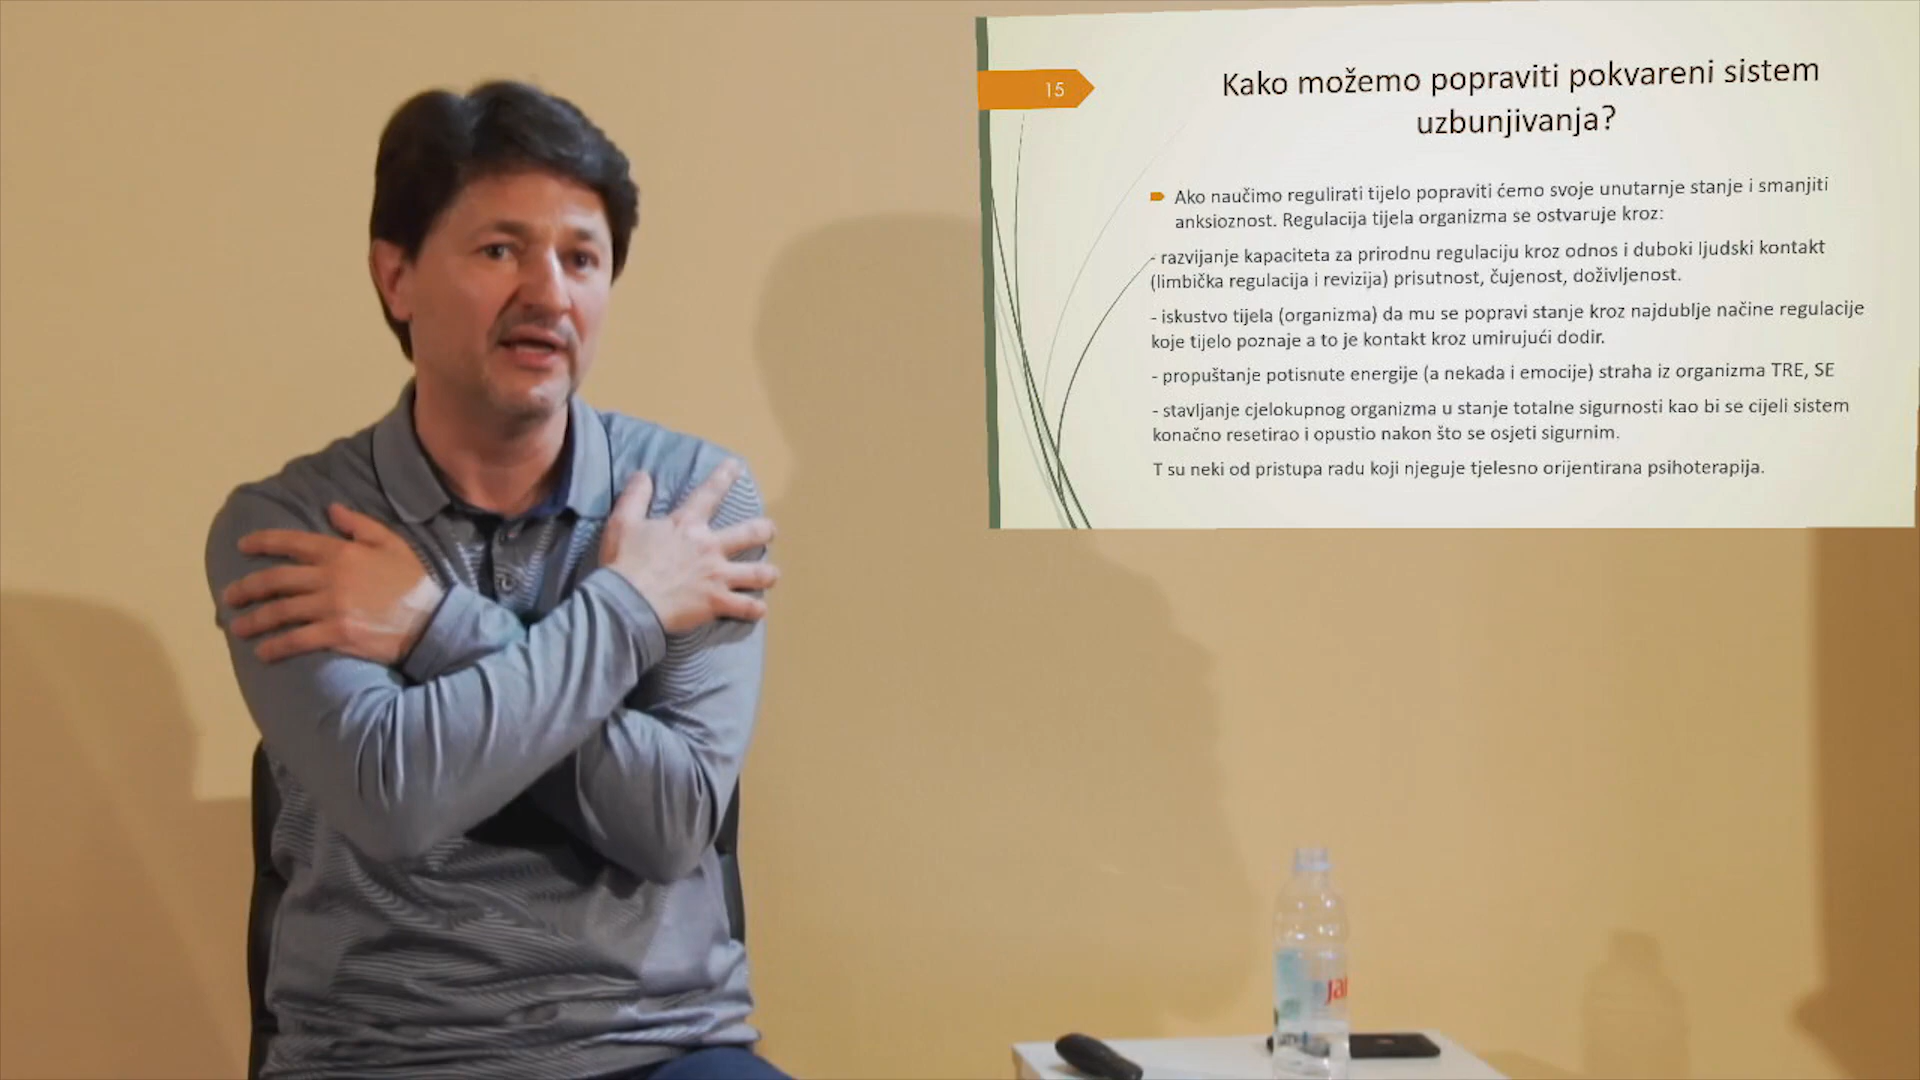 15
Kako možemo popraviti pokvareni sistem
uzbunjivanja?
Ako naučimo regulirati tijelo popraviti ćemo svoje unutarnje stanje i smanjiti
anksioznost. Regulacija tijela organizma se ostvaruje kroz:
- razvijanje kapaciteta za prirodnu regulaciju kroz odnos i duboki ljudski kontakt
(limbička regulacija i revizija) prisutnost, čujenost, doživljenost.
- iskustvo tijela (organizma) da mu se popravi stanje kroz najdublje načine regulacije
koje tijelo poznaje a to je kontakt kroz umirujući dodir.
- propuštanje potisnute energije (a nekada i emocije) straha iz organizma TRE, SE
- stavljanje cjelokupnog organizma u stanje totalne sigurnosti kao bi se cijeli sistem
konačno resetirao i opustio nakon što se osjeti sigurnim.
T su neki od pristupa radu koji njeguje tjelesno orijentirana psihoterapija.